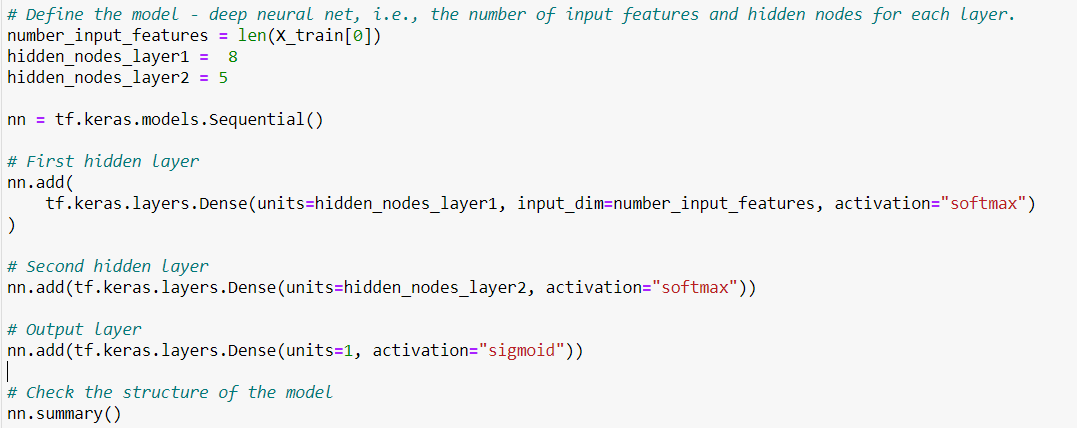 # Define the model - deep neural net, i.e., the number of input features and hidden nodes for each layer.
number_input_features = len(X_train[0])
hidden_nodes_layer1 =  8
hidden_nodes_layer2 = 5

nn = tf.keras.models.Sequential()

# First hidden layer
nn.add(
    tf.keras.layers.Dense(units=hidden_nodes_layer1, input_dim=number_input_features, activation="softmax")
)

# Second hidden layer
nn.add(tf.keras.layers.Dense(units=hidden_nodes_layer2, activation="softmax"))

# Output layer
nn.add(tf.keras.layers.Dense(units=1, activation="sigmoid"))

# Check the structure of the model
nn.summary()